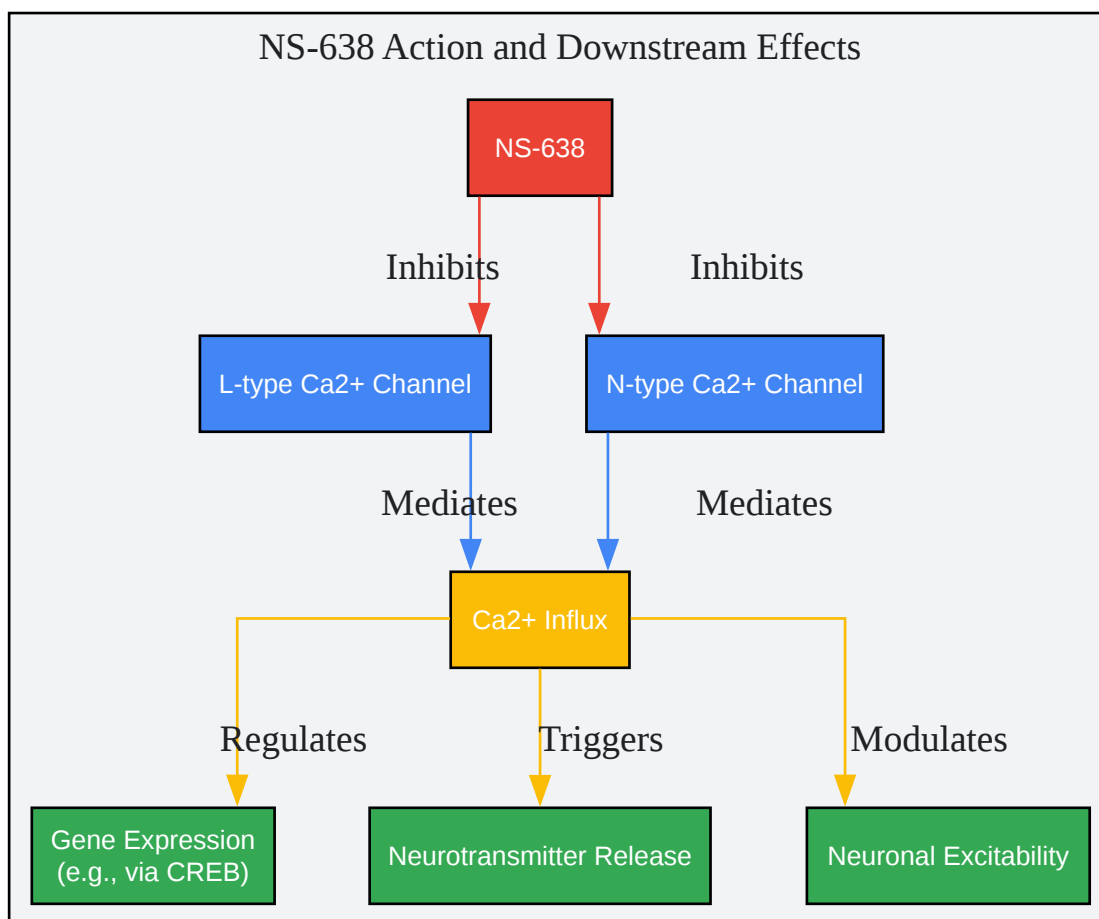 NS-638 Action and Downstream Effects
NS-638
Inhibits
Inhibits
L-type Ca2+ Channel
N-type Ca2+ Channel
Mediates
Mediates
Ca2+ Influx
Regulates
Triggers
Modulates
Gene Expression
(e.g., via CREB)
Neurotransmitter Release
Neuronal Excitability